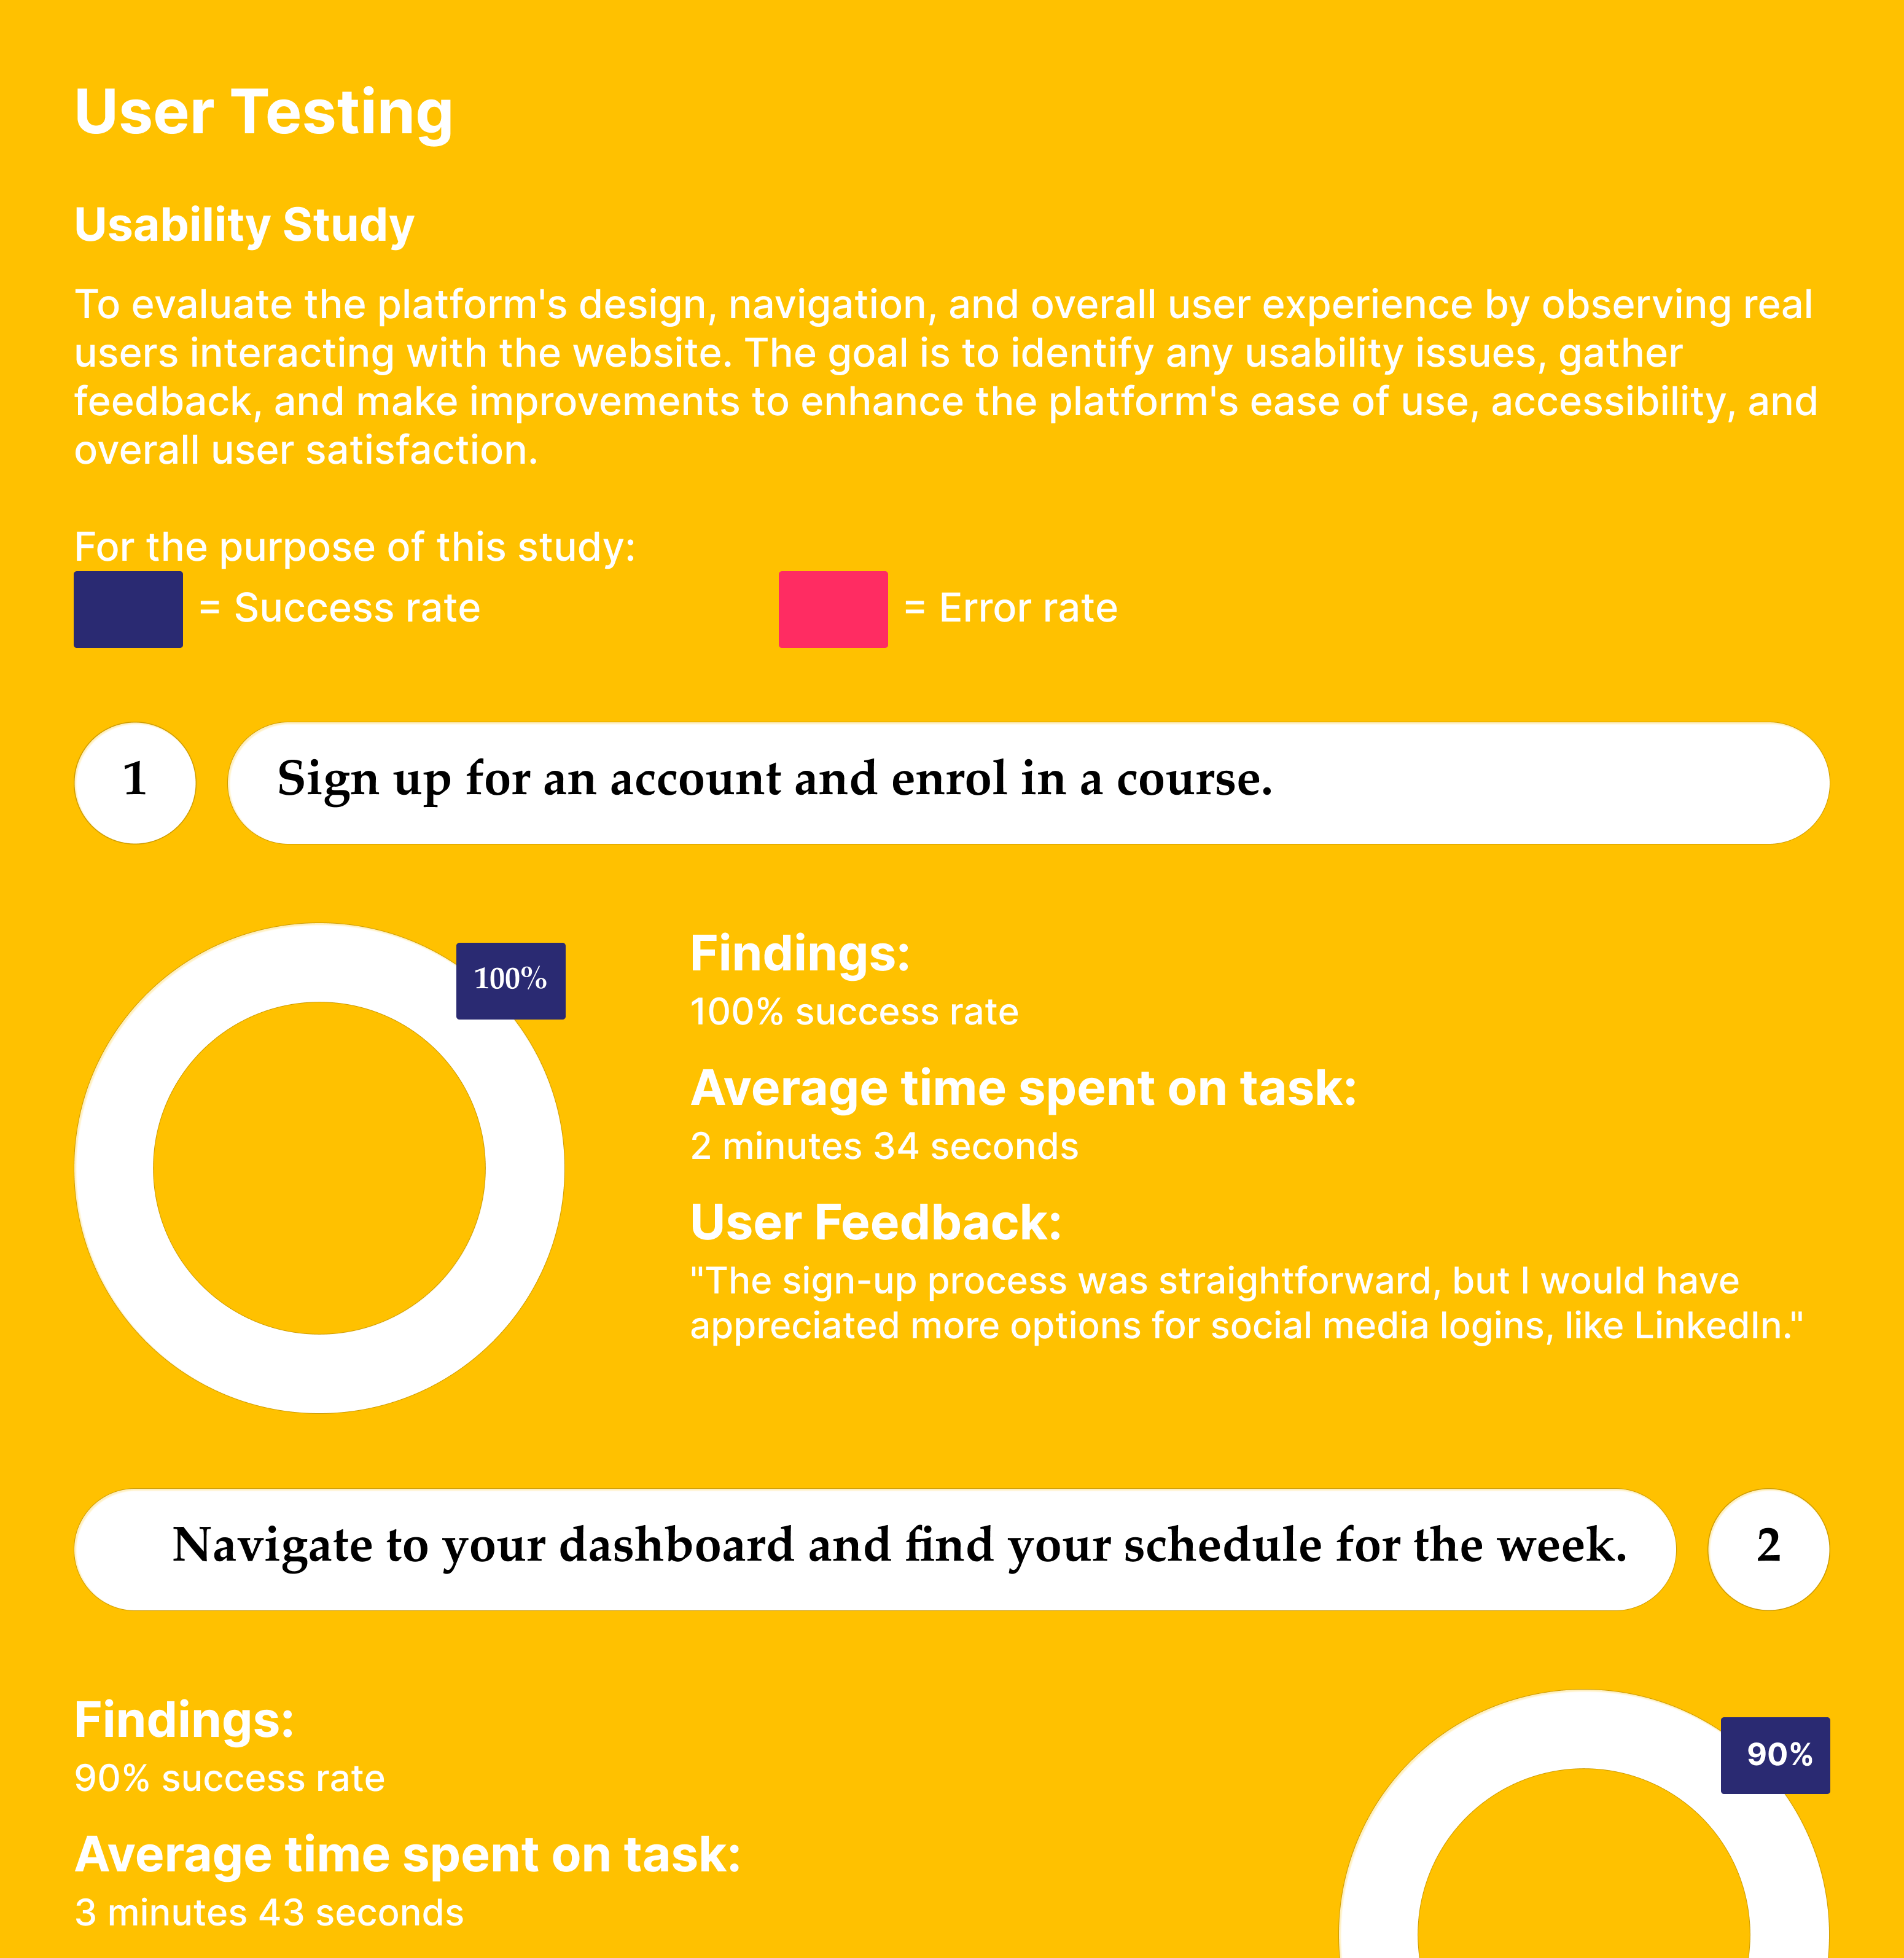 User Testing
Usability Study
To evaluate the platform's design, navigation, and overall user experience by observing real
users interacting with the website. The goal is to identify any usability issues, gather
feedback, and make improvements to enhance the platform's ease of use, accessibility, and
overall user satisfaction.
For the purpose of this study:
= Success rate
= Error rate
1
Sign up for an account and enrol in a course.
100%
Findings:
100% success rate
Average time spent on task:
2 minutes 34 seconds
User Feedback:
"The sign-up process was straightforward, but I would have
appreciated more options for social media logins, like LinkedIn."
Navigate to your dashboard and find your schedule for the week.
2
Findings:
90% success rate
Average time spent on task:
3 minutes 43 seconds
90%